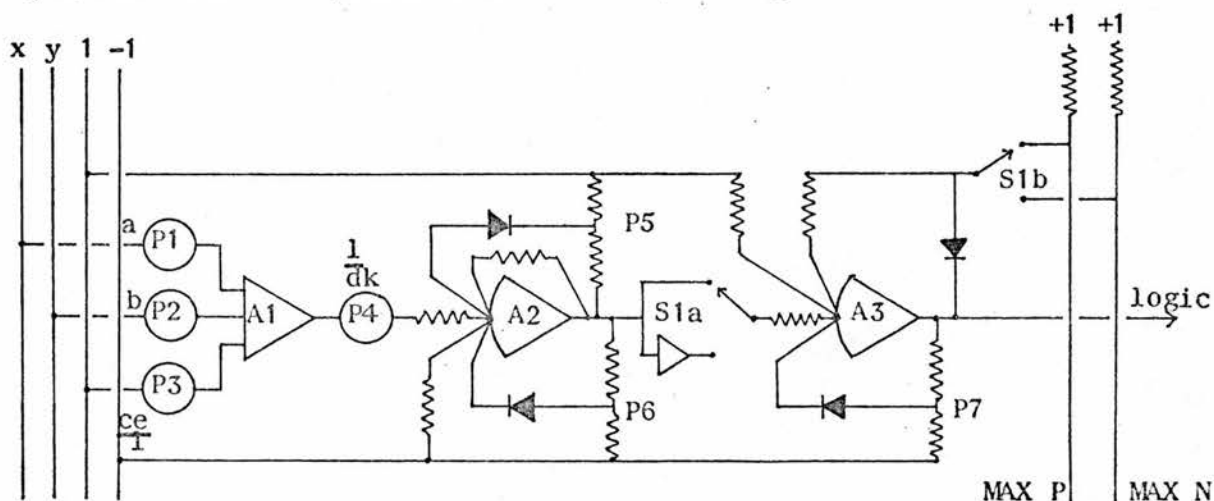 x y 1 -1
+1 +1
S1b
a
P1
P5
1
dk
b
P2
A1
P4
A2
S1a
A3
logic
P3
P6
P7
ce
1
MAX P
MAX N